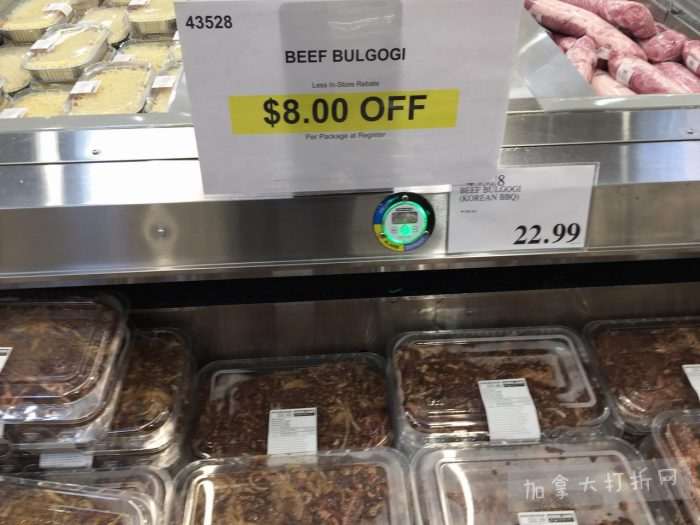 43528
BEEF BULGOGI
Less In-Store Rebate
$8.00 OFF
Per Package at Register
8
BEEF BULGOGI
(KOREAN BBQ)
22.99
加拿大打折网